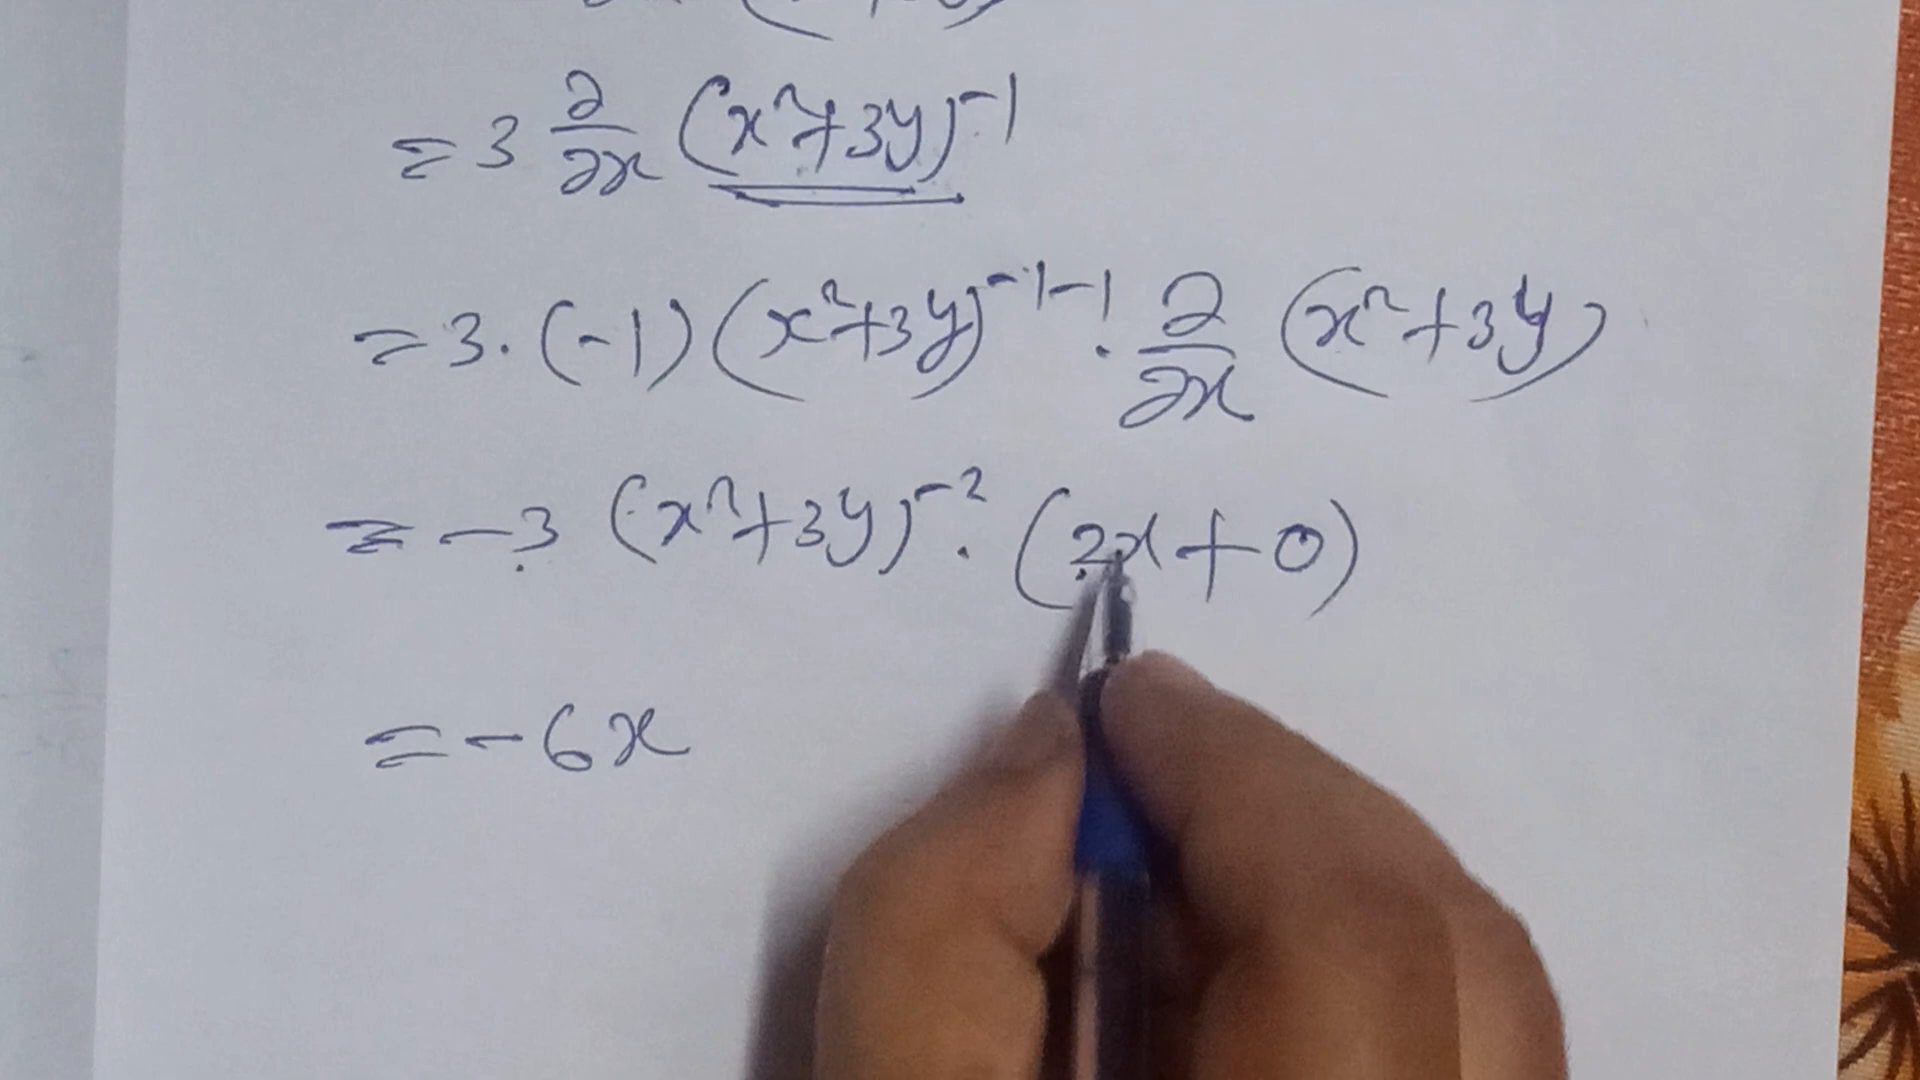 = 3 ∂/∂x (x²+3y)⁻¹
= 3. (-1) (x²+3y)⁻¹⁻¹ . ∂/∂x (x²+3y)
= -3 (x²+3y)⁻² . (2x+0)
= -6x